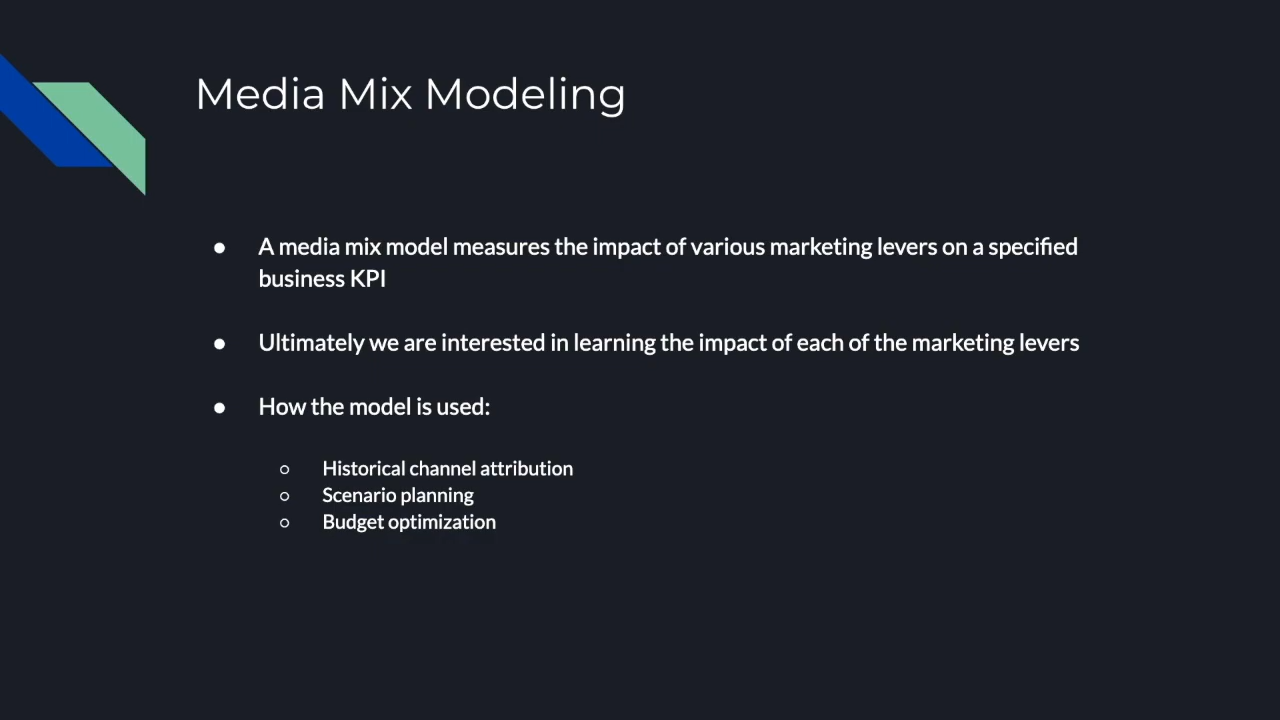 Media Mix Modeling
● A media mix model measures the impact of various marketing levers on a specified
business KPI
● Ultimately we are interested in learning the impact of each of the marketing levers
● How the model is used:
○ Historical channel attribution
○ Scenario planning
○ Budget optimization